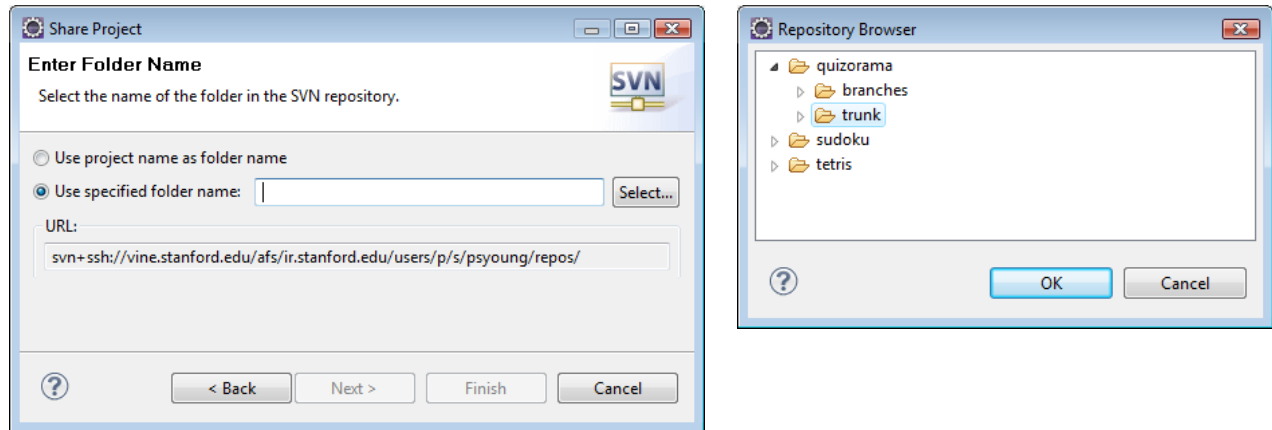 Share Project
Enter Folder Name
Select the name of the folder in the SVN repository.
SVN
Use project name as folder name
Use specified folder name:
Select...
URL:
svn+ssh://vine.stanford.edu/afs/ir.stanford.edu/users/p/s/psyoung/repos/
?
< Back
Next >
Finish
Cancel
Repository Browser
quizorama
branches
trunk
sudoku
tetris
?
OK
Cancel